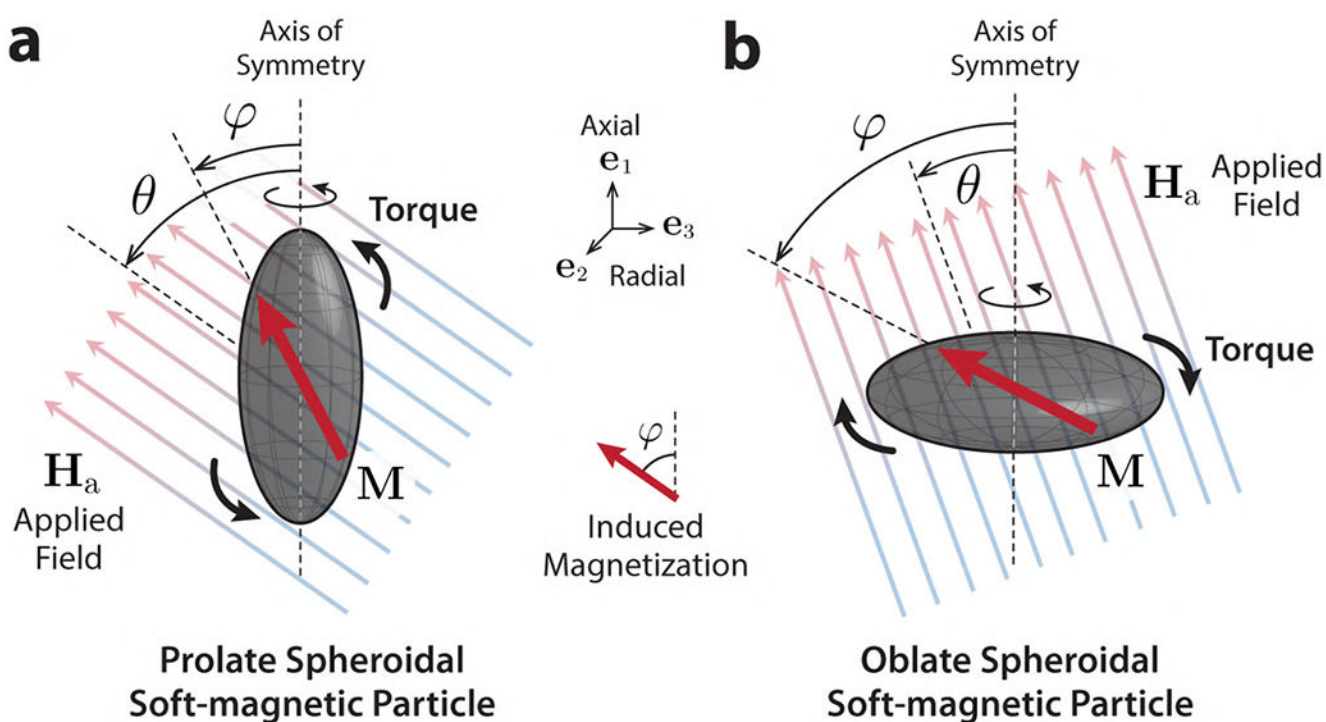 a
Axis of
Symmetry
φ
θ
Torque
H_a
Applied
Field
M
Prolate Spheroidal
Soft-magnetic Particle
Axial
e_1
e_3
e_2
Radial
φ
Induced
Magnetization
b
Axis of
Symmetry
φ
θ
H_a
Applied
Field
Torque
M
Oblate Spheroidal
Soft-magnetic Particle